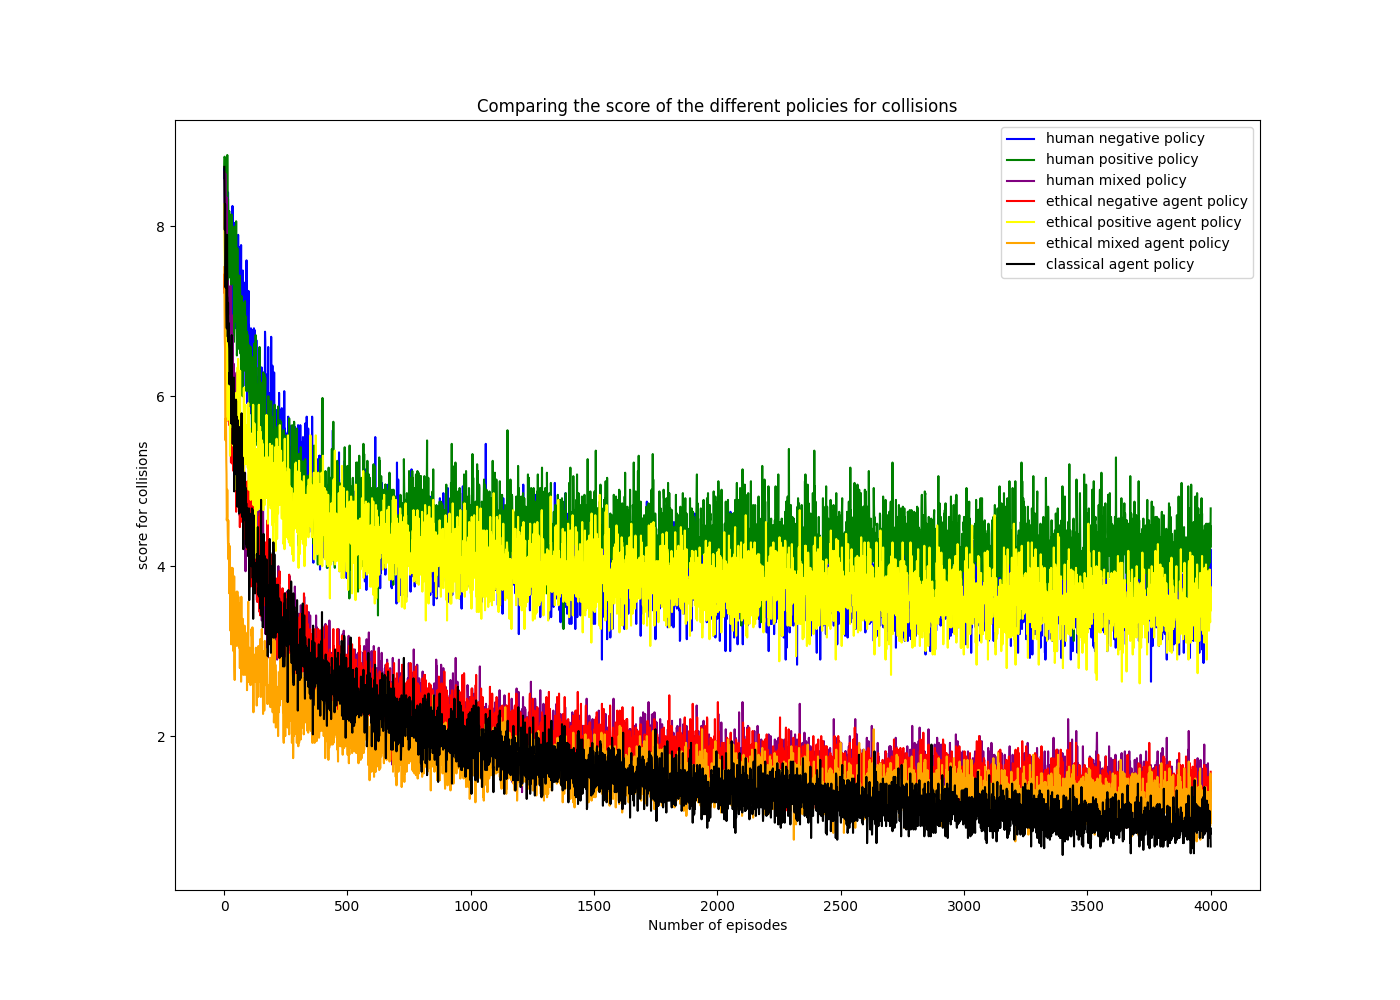 Comparing the score of the different policies for collisions
human negative policy
human positive policy
human mixed policy
ethical negative agent policy
ethical positive agent policy
ethical mixed agent policy
classical agent policy
score for collisions
8
6
4
2
0
500
1000
1500
2000
2500
3000
3500
4000
Number of episodes